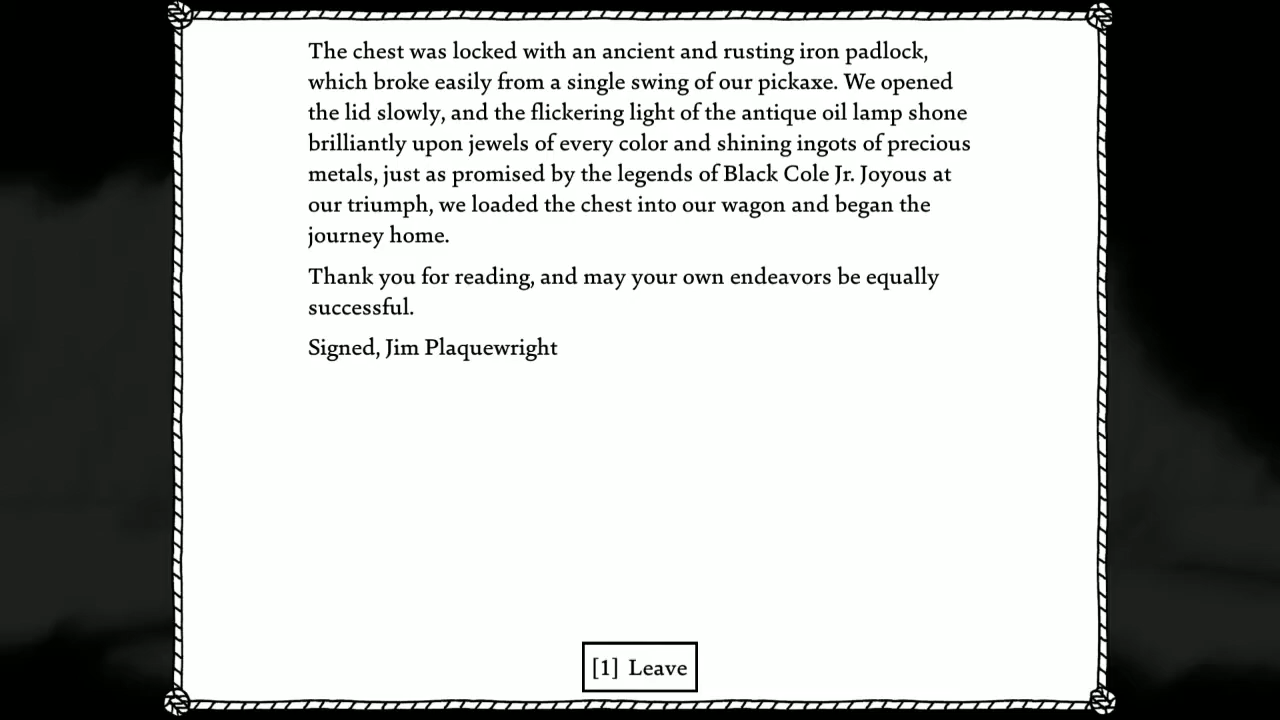 The chest was locked with an ancient and rusting iron padlock,
which broke easily from a single swing of our pickaxe. We opened
the lid slowly, and the flickering light of the antique oil lamp shone
brilliantly upon jewels of every color and shining ingots of precious
metals, just as promised by the legends of Black Cole Jr. Joyous at
our triumph, we loaded the chest into our wagon and began the
journey home.
Thank you for reading, and may your own endeavors be equally
successful.
Signed, Jim Plaquewright
[1] Leave